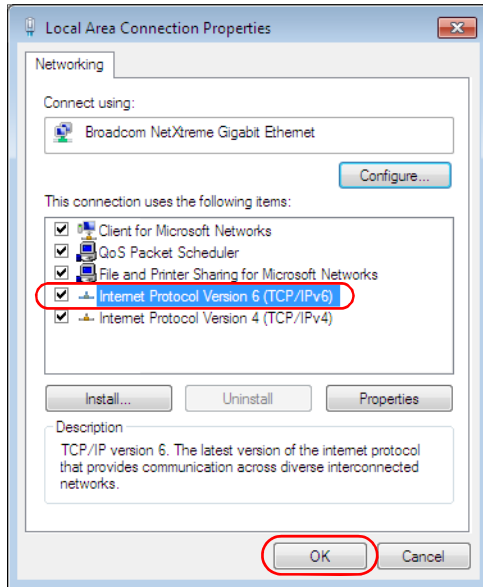 Local Area Connection Properties
Networking
Connect using:
Broadcom NetXtreme Gigabit Ethernet
Configure...
This connection uses the following items:
Client for Microsoft Networks
QoS Packet Scheduler
File and Printer Sharing for Microsoft Networks
Internet Protocol Version 6 (TCP/IPv6)
Internet Protocol Version 4 (TCP/IPv4)
Install...
Uninstall
Properties
Description
TCP/IP version 6. The latest version of the internet protocol
that provides communication across diverse interconnected
networks.
OK
Cancel